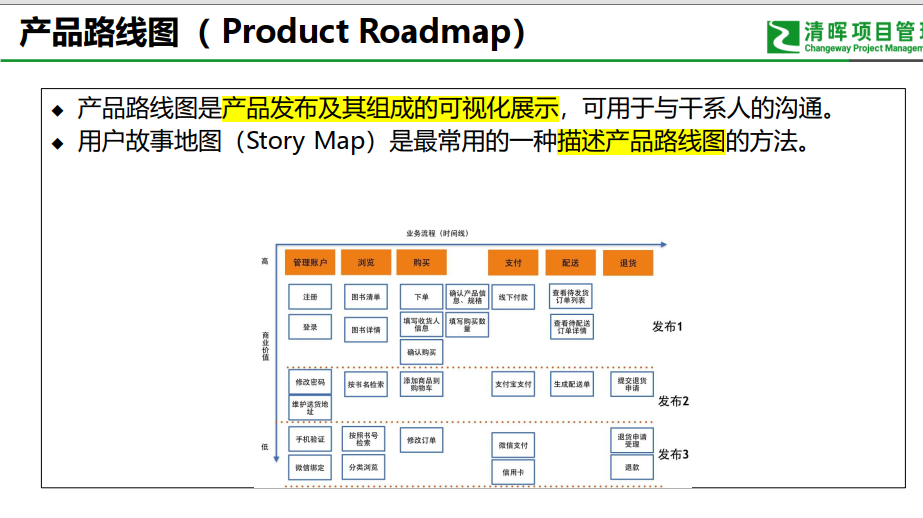 产品路线图（ Product Roadmap）
清晖项目管
Changeway Project Managem
◆ 产品路线图是产品发布及其组成的可视化展示，可用于与干系人的沟通。
◆ 用户故事地图（Story Map）是最常用的一种描述产品路线图的方法。
业务流程（时间线）
高
商业价值
低
管理账户
浏览
购买
支付
配送
退货
注册
图书清单
下单
确认产品信
息、规格
线下付款
查看待发货
订单列表
登录
图书详情
填写收货人
信息
填写购买数
量
查看待配送
订单详情
确认购买
发布1
修改密码
按书名检索
添加商品到
购物车
支付宝支付
生成配送单
提交退货
申请
维护送货地
址
发布2
手机验证
按照书号
检索
修改订单
微信支付
退货申请
受理
微信绑定
分类浏览
信用卡
退款
发布3